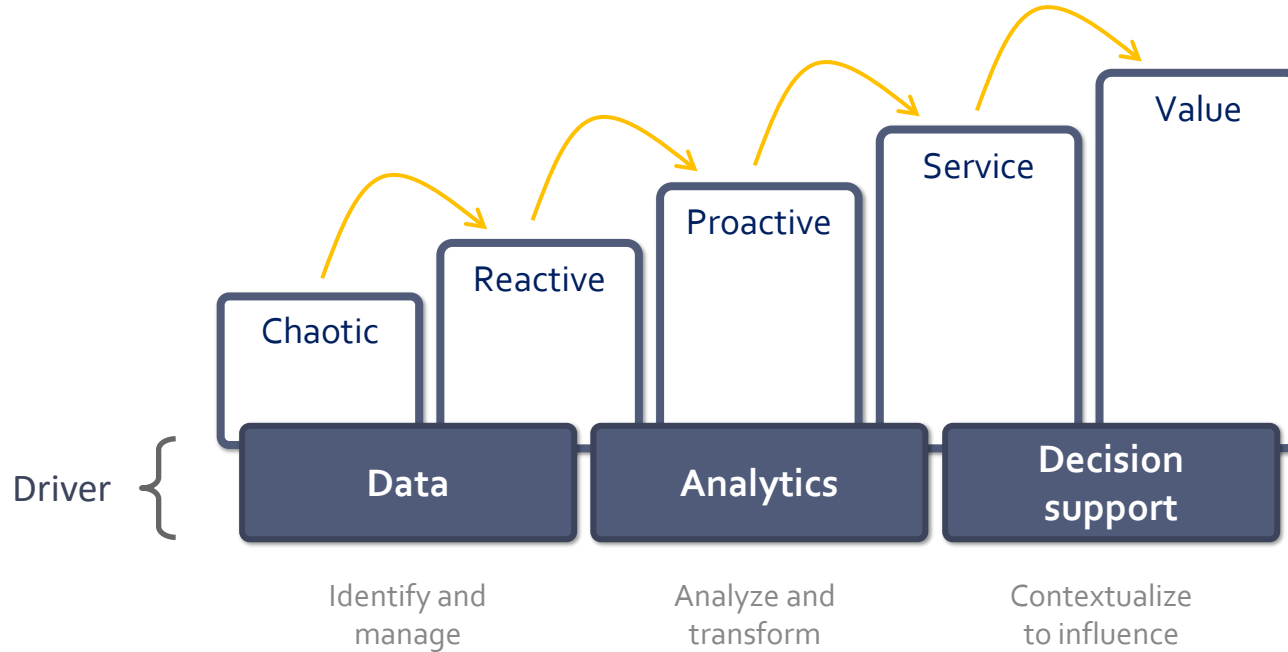 Value
Service
Proactive
Reactive
Chaotic
Driver
Data
Analytics
Decision
support
Identify and
manage
Analyze and
transform
Contextualize
to influence